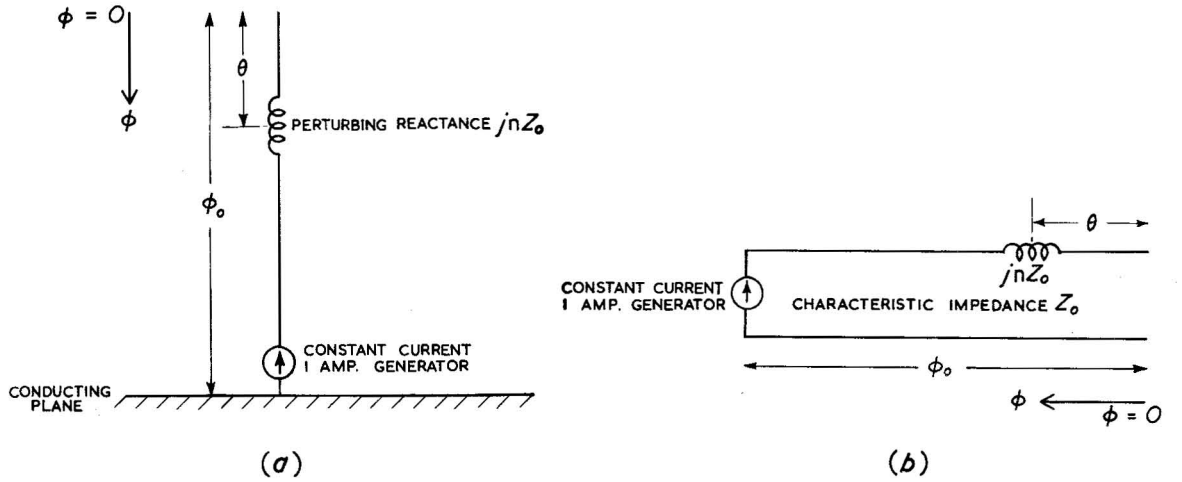 ϕ = O
ϕ
θ
PERTURBING REACTANCE jnZ₀
ϕ₀
CONSTANT CURRENT
1 AMP. GENERATOR
CONDUCTING
PLANE
(a)
θ
jnZ₀
CONSTANT CURRENT
1 AMP. GENERATOR
CHARACTERISTIC IMPEDANCE Z₀
ϕ₀
ϕ
ϕ = O
(b)